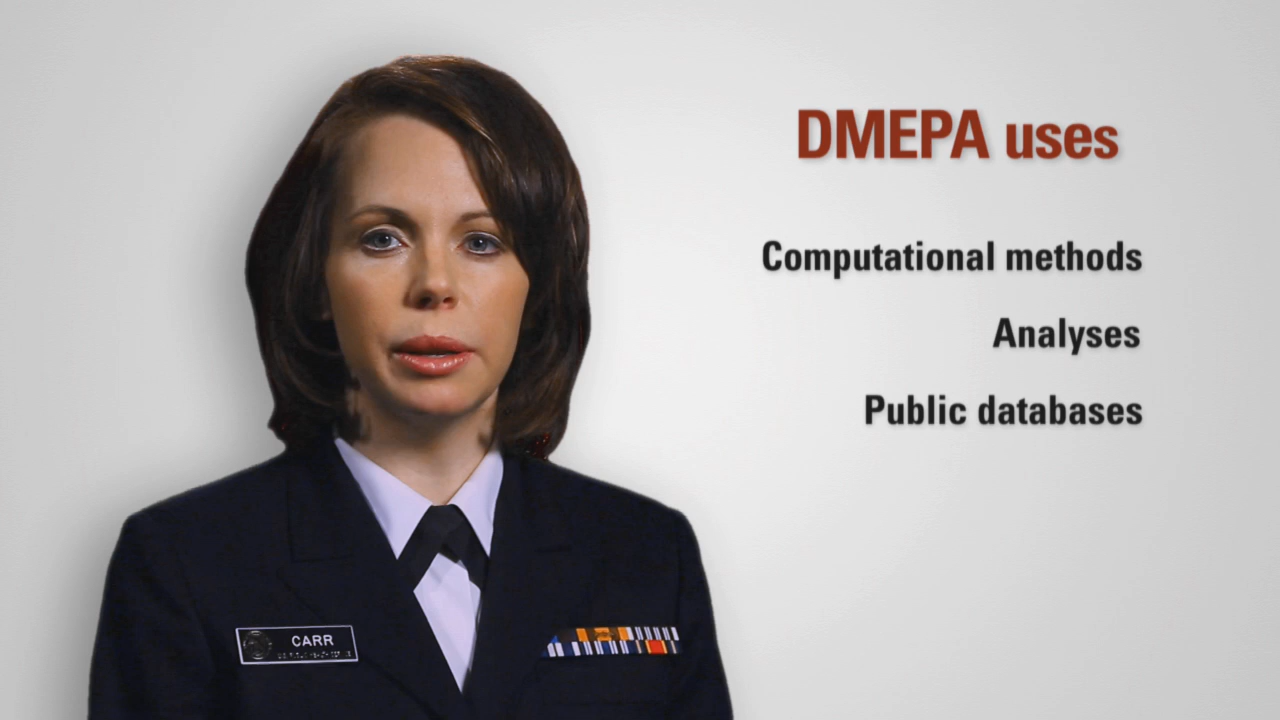 DMEPA uses
Computational methods
Analyses
Public databases
CARR